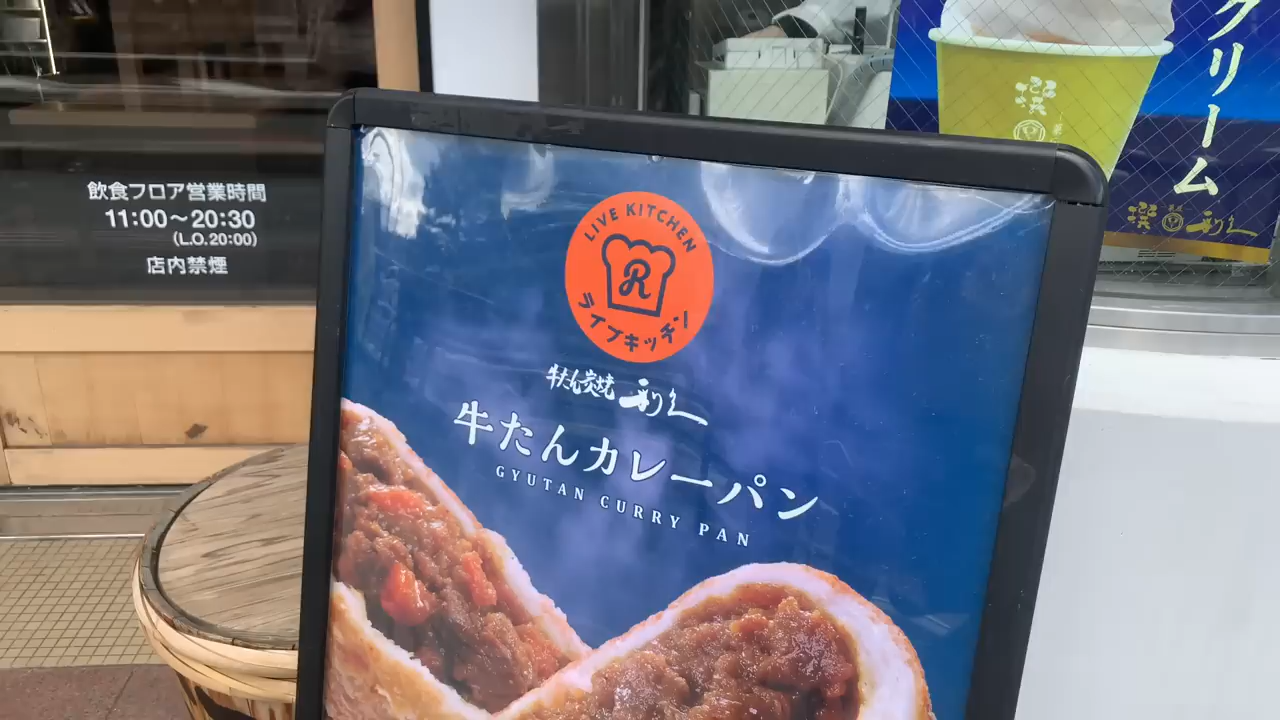 飲食フロア営業時間
11:00～20:30
(L.O.20:00)
店内禁煙
LIVE KITCHEN
R
ライブキッチン
牛たん炭焼 利久
牛たんカレーパン
GYUTAN CURRY PAN
クリーム
利久